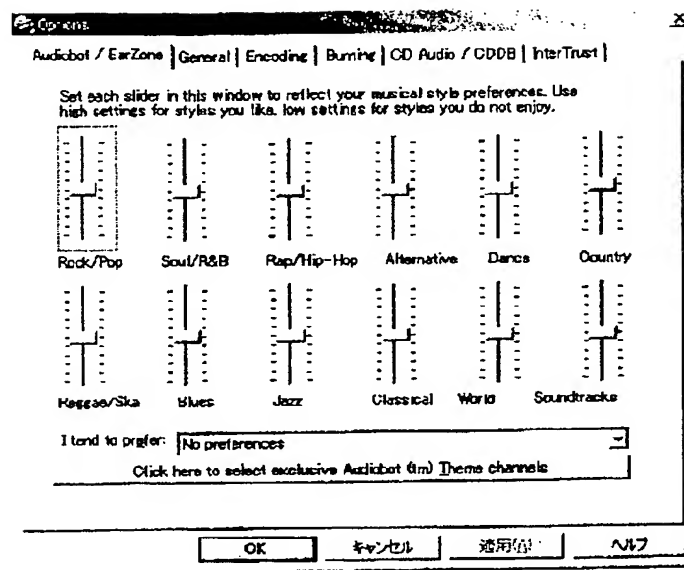 Options
Audiobot / EarZone General Encoding Burning CD Audio / CDDB InterTrust
Set each slider in this window to reflect your musical style preferences. Use
high settings for styles you like, low settings for styles you do not enjoy.
Rock/Pop Soul/R&B Rap/Hip-Hop Alternative Dance Country
Reggae/Ska Blues Jazz Classical World Soundtracks
I tend to prefer: No preferences
Click here to select exclusive Audiobot (tm) Theme channels
OK キャンセル 適用(A) ヘルプ